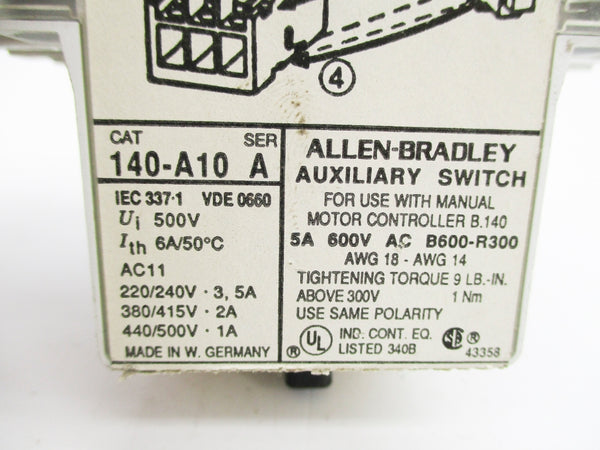 4
CAT SER
140-A10 A
IEC 337-1 VDE 0660
Ui 500V
Ith 6A/50°C
AC11
220/240V · 3,5A
380/415V · 2A
440/500V · 1A
MADE IN W. GERMANY
ALLEN-BRADLEY
AUXILIARY SWITCH
FOR USE WITH MANUAL
MOTOR CONTROLLER B.140
5A 600V AC B600-R300
AWG 18 - AWG 14
TIGHTENING TORQUE 9 LB.-IN.
ABOVE 300V 1 Nm
USE SAME POLARITY
® UL IND. CONT. EQ. SA ®
LISTED 340B 43358